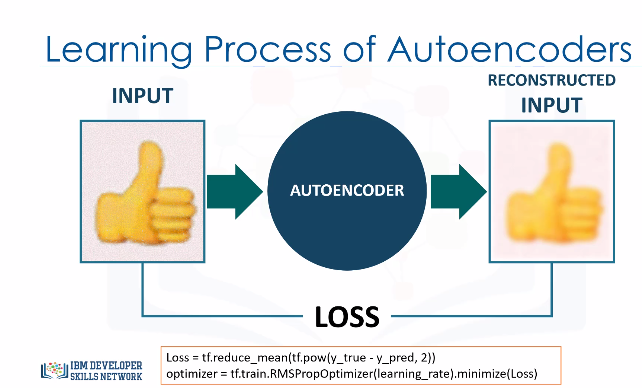 Learning Process of Autoencoders
INPUT
RECONSTRUCTED
INPUT
AUTOENCODER
LOSS
Loss = tf.reduce_mean(tf.pow(y_true - y_pred, 2))
optimizer = tf.train.RMSPropOptimizer(learning_rate).minimize(Loss)
IBM DEVELOPER
SKILLS NETWORK